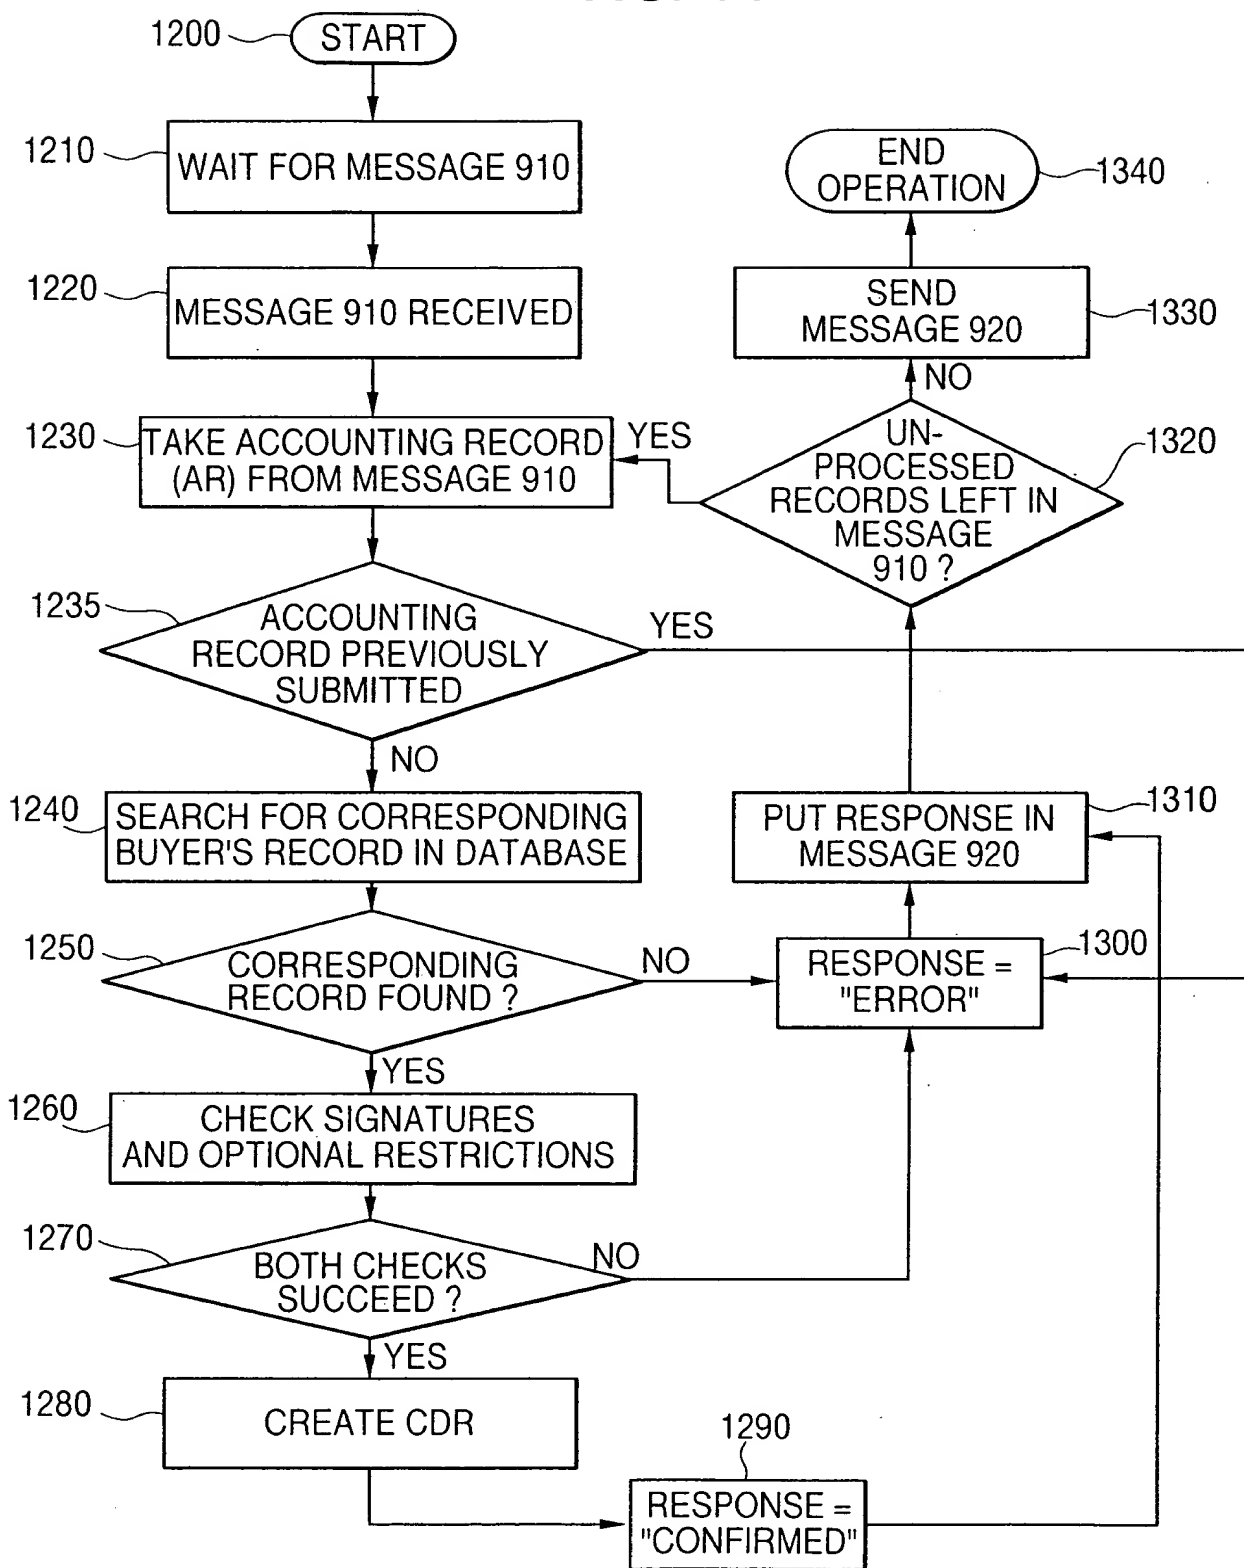 1200
START
1210
WAIT FOR MESSAGE 910
1220
MESSAGE 910 RECEIVED
1230
TAKE ACCOUNTING RECORD
(AR) FROM MESSAGE 910
1235
ACCOUNTING
RECORD PREVIOUSLY
SUBMITTED
YES
NO
1240
SEARCH FOR CORRESPONDING
BUYER'S RECORD IN DATABASE
1250
CORRESPONDING
RECORD FOUND ?
NO
YES
1260
CHECK SIGNATURES
AND OPTIONAL RESTRICTIONS
1270
BOTH CHECKS
SUCCEED ?
NO
YES
1280
CREATE CDR
1290
RESPONSE =
"CONFIRMED"
1300
RESPONSE =
"ERROR"
1310
PUT RESPONSE IN
MESSAGE 920
1320
UN-
PROCESSED
RECORDS LEFT IN
MESSAGE
910 ?
YES
NO
1330
SEND
MESSAGE 920
1340
END
OPERATION